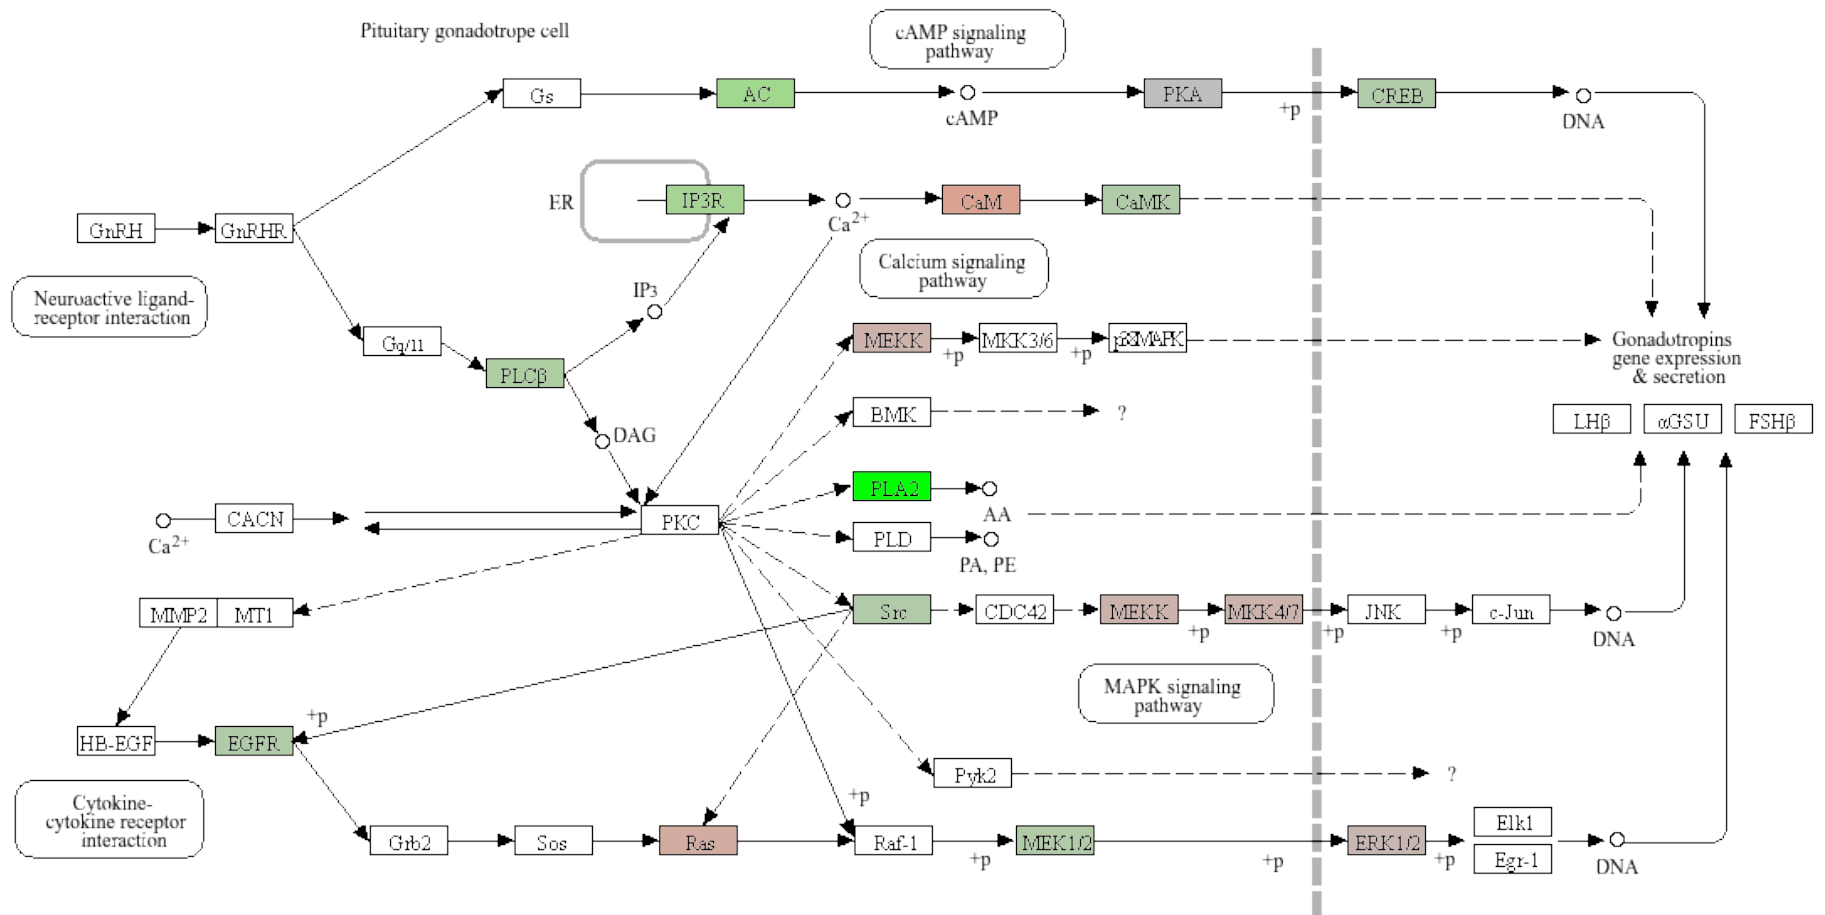 Pituitary gonadotrope cell
cAMP signaling
pathway
Gs
AC
cAMP
PKA
+p
CREB
DNA
ER
IP3R
Ca2+
CaM
CaMK
GnRH
GnRHR
Calcium signaling
pathway
Neuroactive ligand-
receptor interaction
IP3
Gq/11
MEKK
+p
MKK3/6
+p
p38MAPK
Gonadotropins
gene expression
& secretion
PLCβ
BMK
?
LHβ
αGSU
FSHβ
DAG
PLA2
AA
Ca2+
CACN
PKC
PLD
PA, PE
MMP2
MT1
Src
CDC42
MEKK
+p
MKK4/7
+p
JNK
+p
c-Jun
DNA
MAPK signaling
pathway
HB-EGF
+p
EGFR
Pyk2
?
Cytokine-
cytokine receptor
interaction
+p
Grb2
Sos
Ras
Raf-1
+p
MEK1/2
+p
ERK1/2
+p
Elk1
Egr-1
DNA